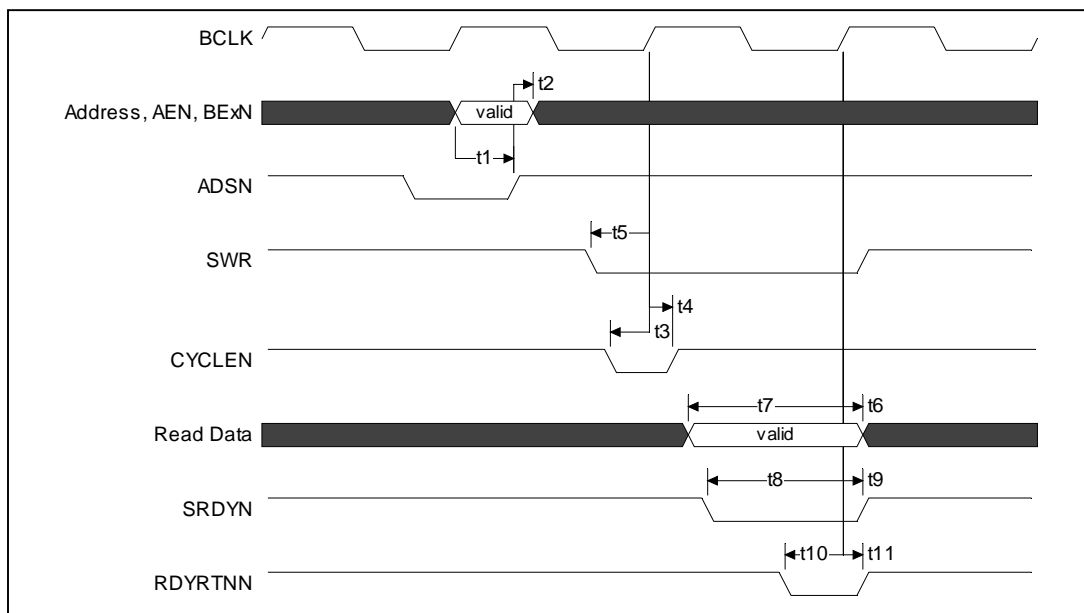 BCLK
t2
Address, AEN, BExN
valid
t1
ADSN
t5
SWR
t4
t3
CYCLEN
t7
t6
Read Data
valid
t8
t9
SRDYN
t10
t11
RDYRTNN